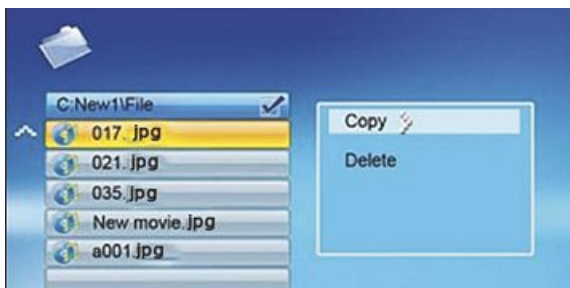 C:New1\File
017. jpg
021. jpg
035.jpg
New movie.jpg
a001.jpg
Copy
Delete